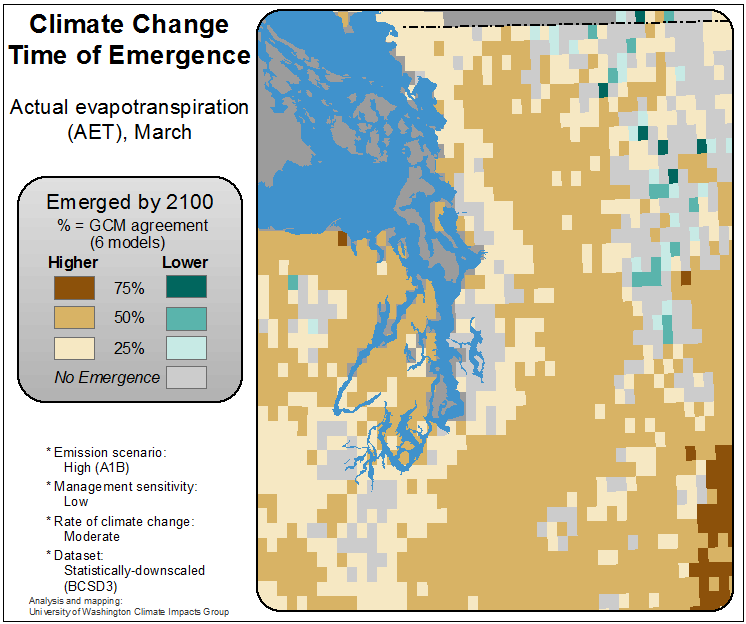 Climate Change
Time of Emergence
Actual evapotranspiration
(AET), March
Emerged by 2100
% = GCM agreement
(6 models)
Higher Lower
75%
50%
25%
No Emergence
* Emission scenario:
High (A1B)
* Management sensitivity:
Low
* Rate of climate change:
Moderate
* Dataset:
Statistically-downscaled
(BCSD3)
Analysis and mapping:
University of Washington Climate Impacts Group